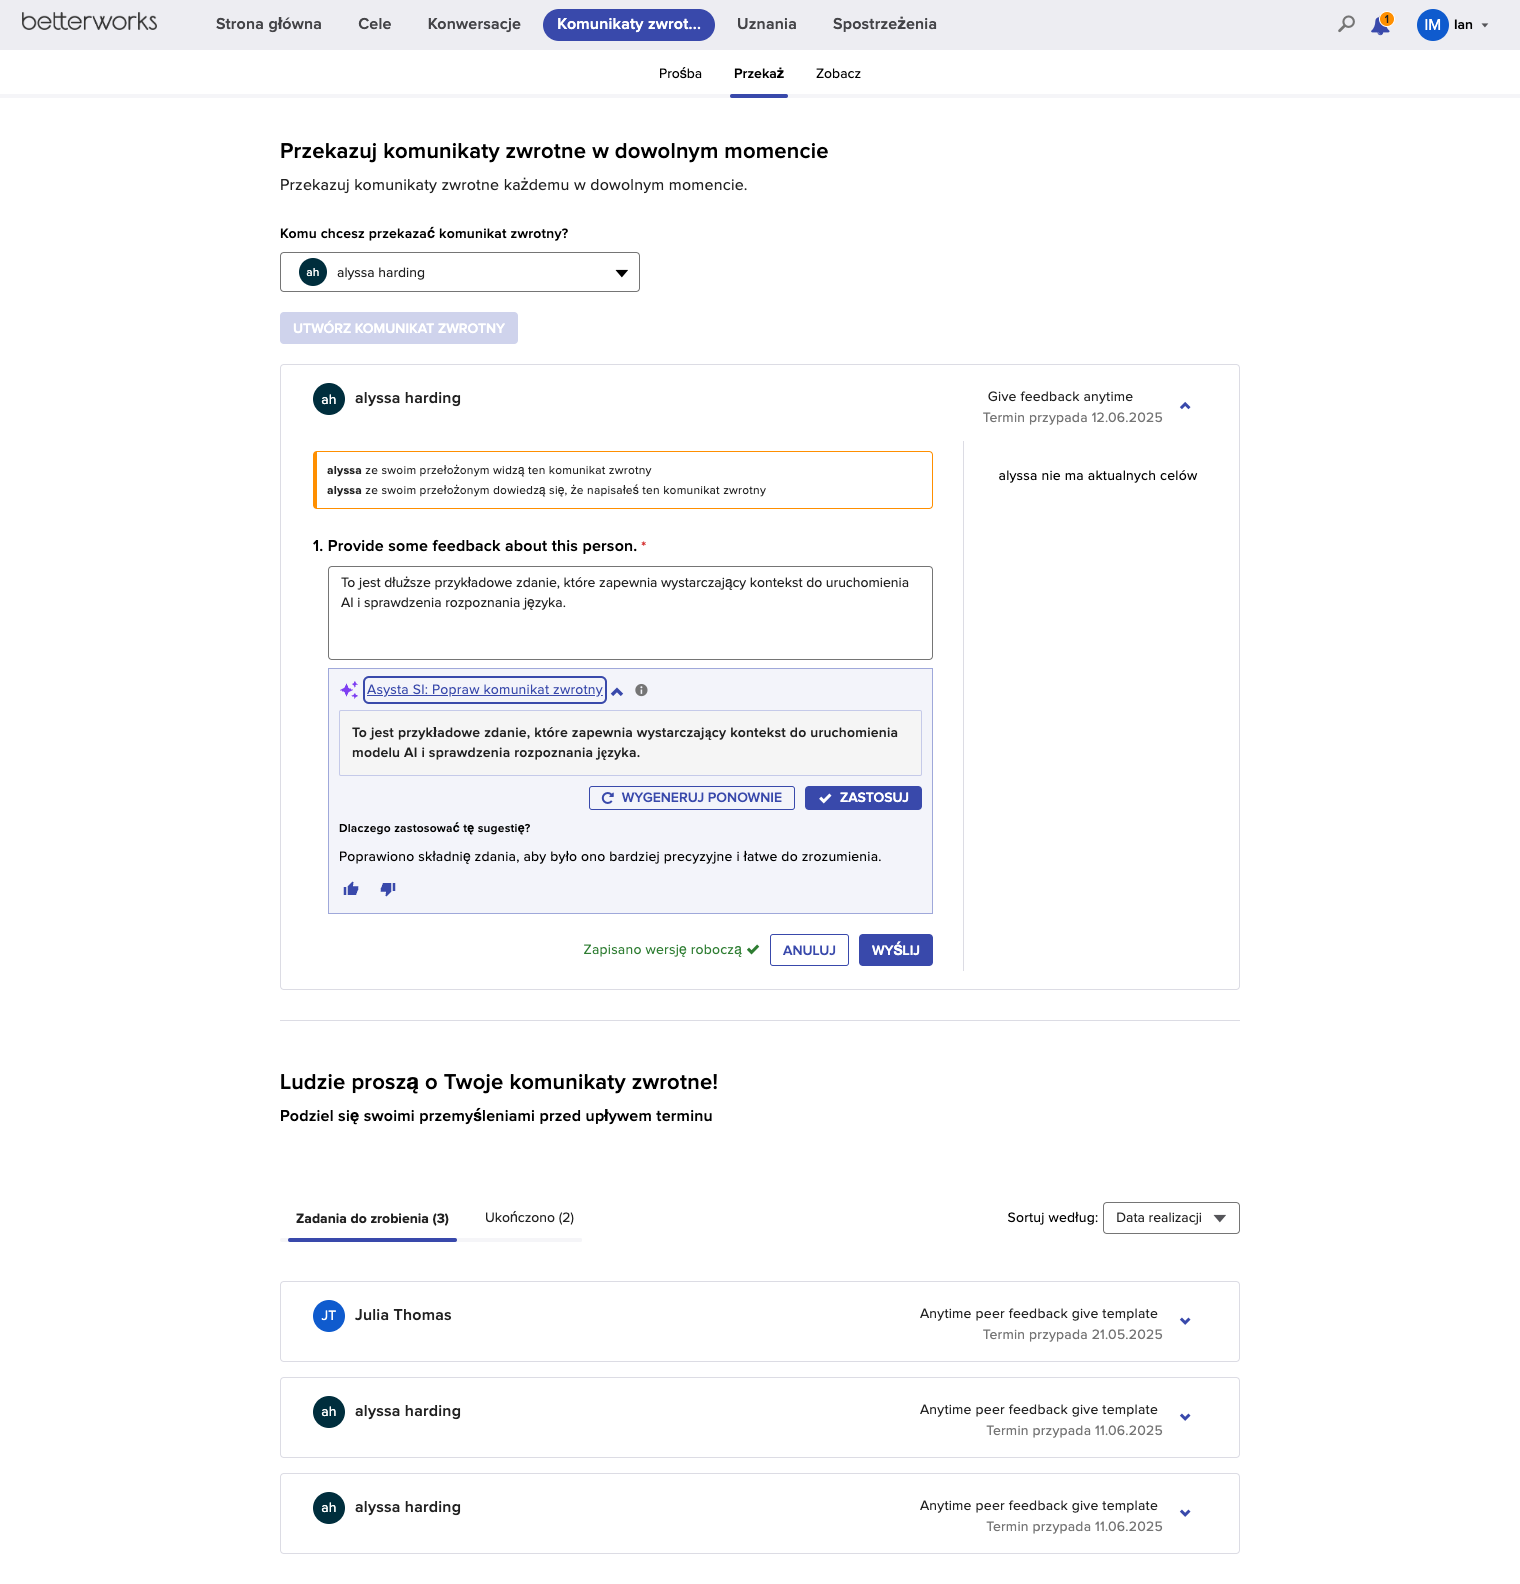 betterworks
Strona główna
Cele
Konwersacje
Komunikaty zwrot...
Uznania
Spostrzeżenia
1
IM
Ian
Prośba
Przekaż
Zobacz
Przekazuj komunikaty zwrotne w dowolnym momencie
Przekazuj komunikaty zwrotne każdemu w dowolnym momencie.
Komu chcesz przekazać komunikat zwrotny?
ah alyssa harding
UTWÓRZ KOMUNIKAT ZWROTNY
ah alyssa harding
Give feedback anytime
Termin przypada 12.06.2025
alyssa ze swoim przełożonym widzą ten komunikat zwrotny
alyssa ze swoim przełożonym dowiedzą się, że napisałeś ten komunikat zwrotny
alyssa nie ma aktualnych celów
1. Provide some feedback about this person. *
To jest dłuższe przykładowe zdanie, które zapewnia wystarczający kontekst do uruchomienia
AI i sprawdzenia rozpoznania języka.
Asysta SI: Popraw komunikat zwrotny
To jest przykładowe zdanie, które zapewnia wystarczający kontekst do uruchomienia
modelu AI i sprawdzenia rozpoznania języka.
WYGENERUJ PONOWNIE
ZASTOSUJ
Dlaczego zastosować tę sugestię?
Poprawiono składnię zdania, aby było ono bardziej precyzyjne i łatwe do zrozumienia.
Zapisano wersję roboczą
ANULUJ
WYŚLIJ
Ludzie proszą o Twoje komunikaty zwrotne!
Podziel się swoimi przemyśleniami przed upływem terminu
Zadania do zrobienia (3)
Ukończono (2)
Sortuj według:
Data realizacji
JT Julia Thomas
Anytime peer feedback give template
Termin przypada 21.05.2025
ah alyssa harding
Anytime peer feedback give template
Termin przypada 11.06.2025
ah alyssa harding
Anytime peer feedback give template
Termin przypada 11.06.2025